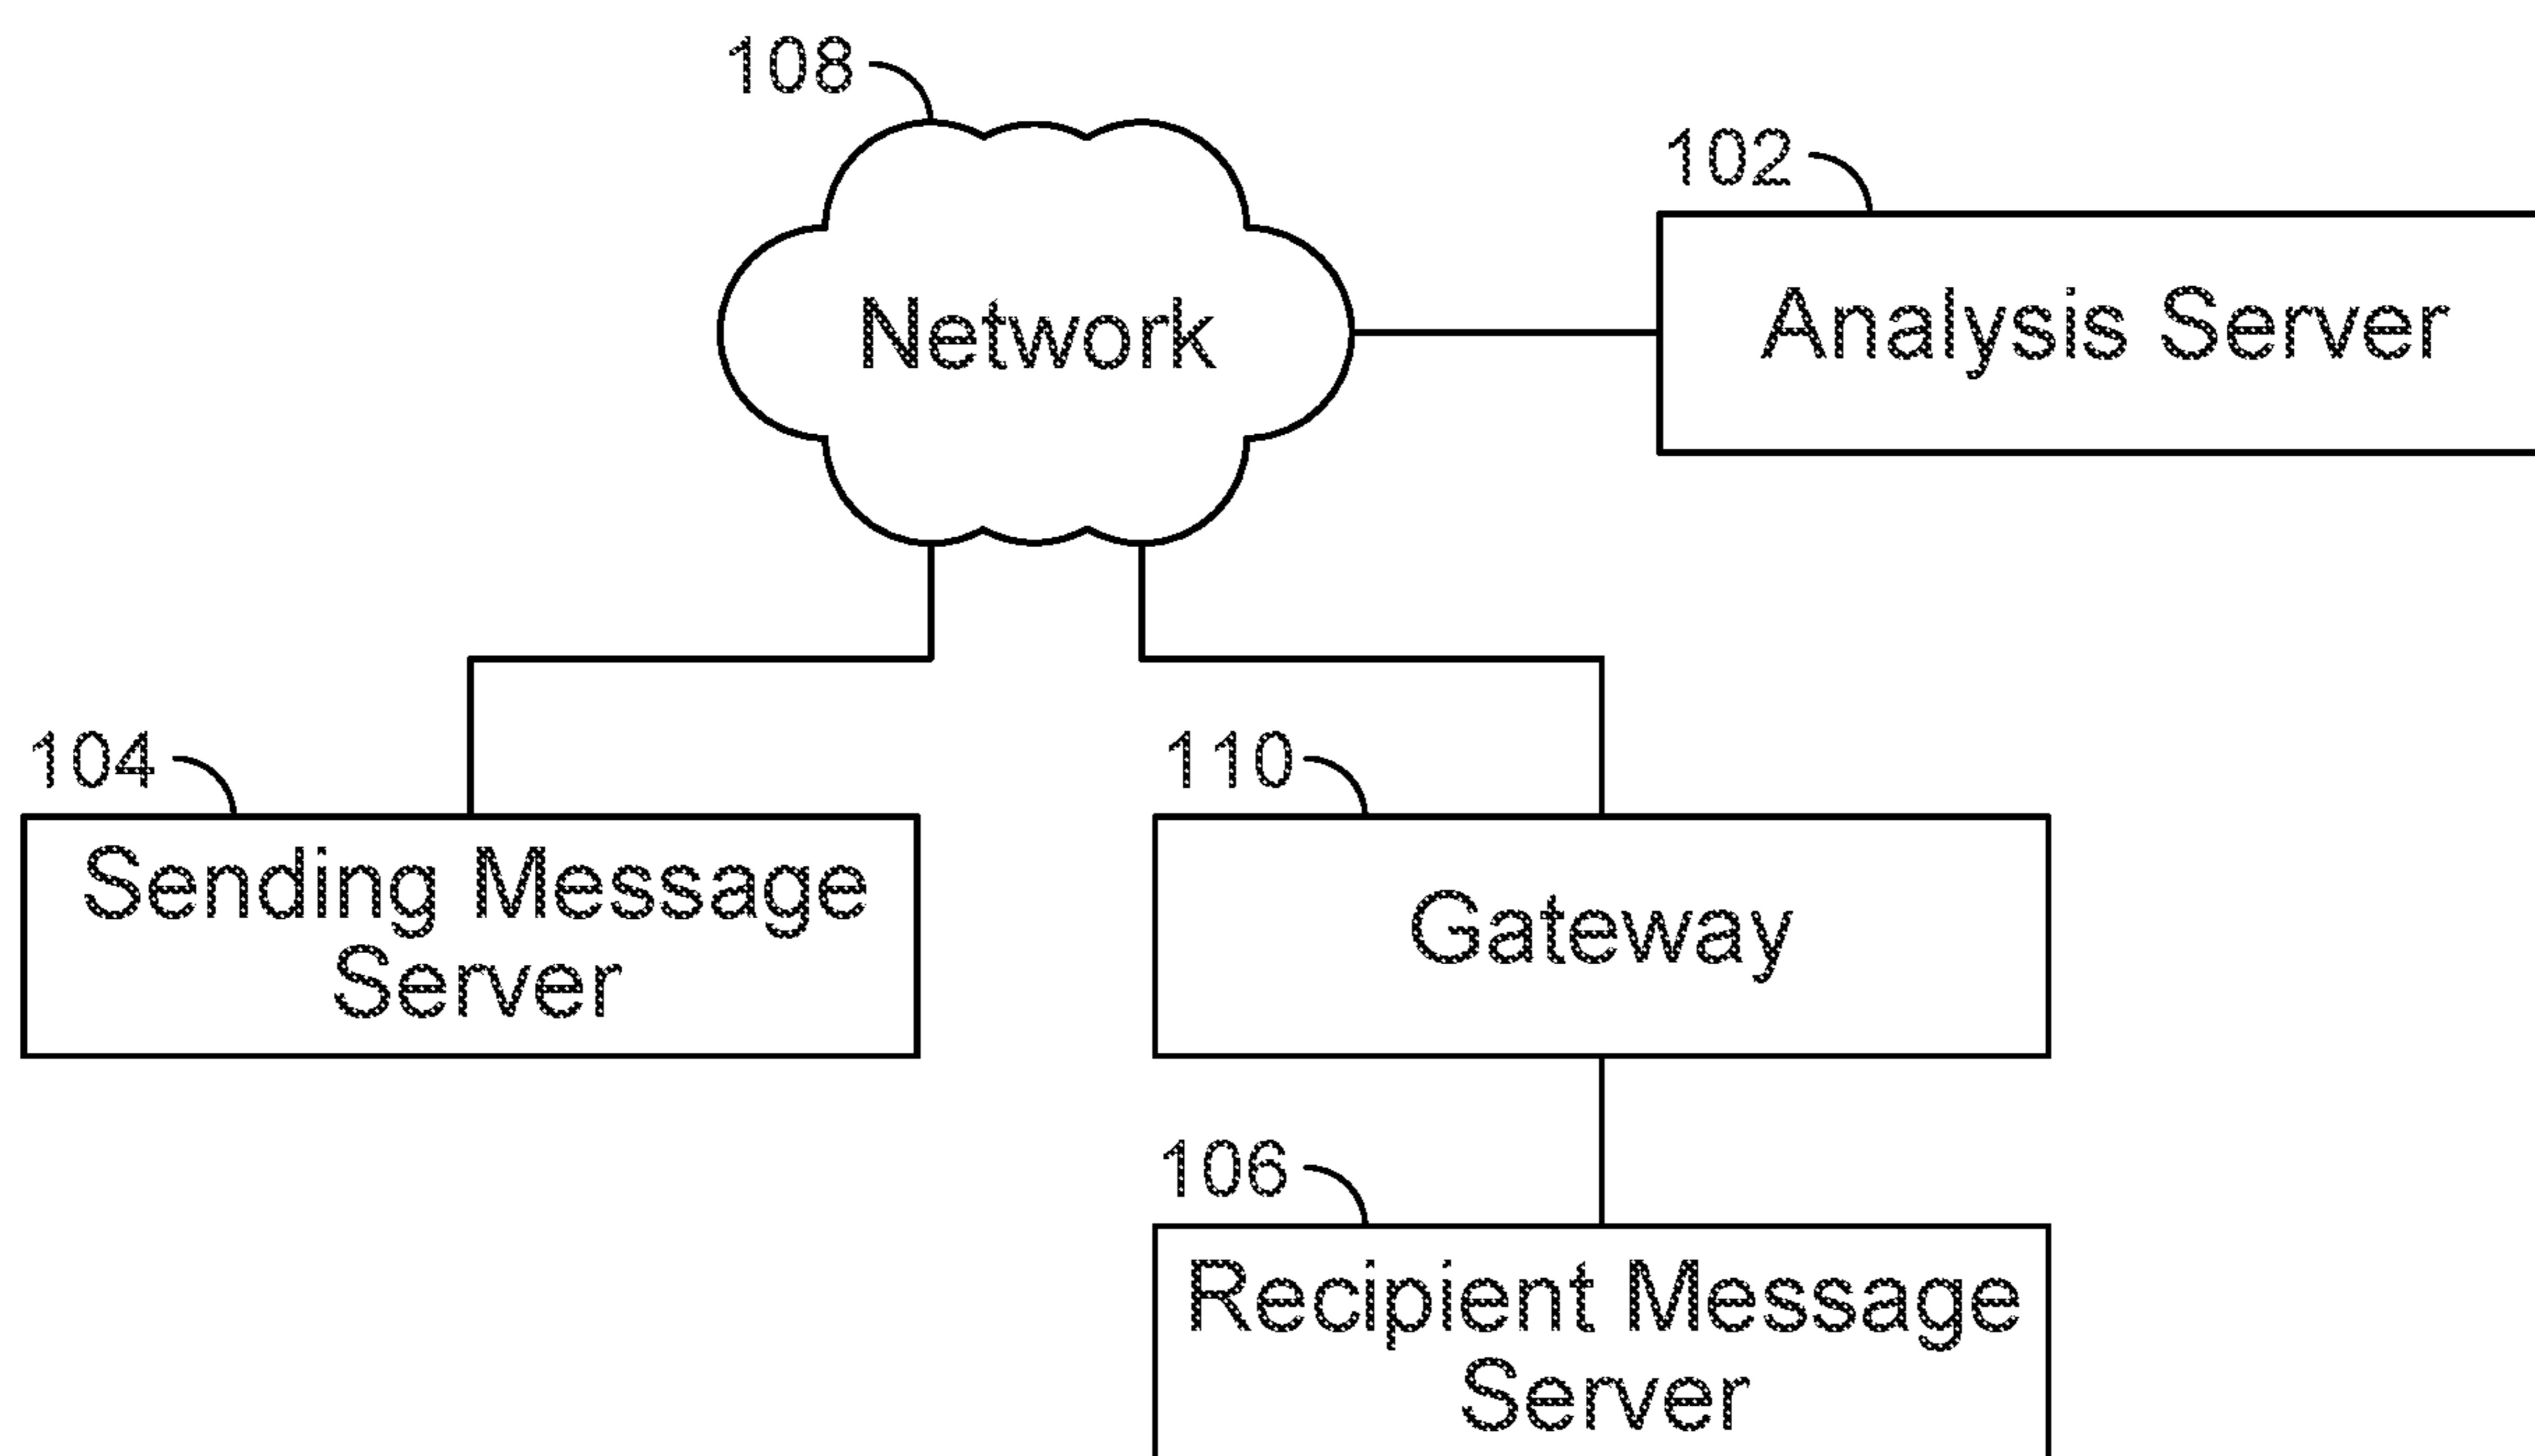 108
102
Network
Analysis Server
104
110
Sending Message
Server
Gateway
106
Recipient Message
Server